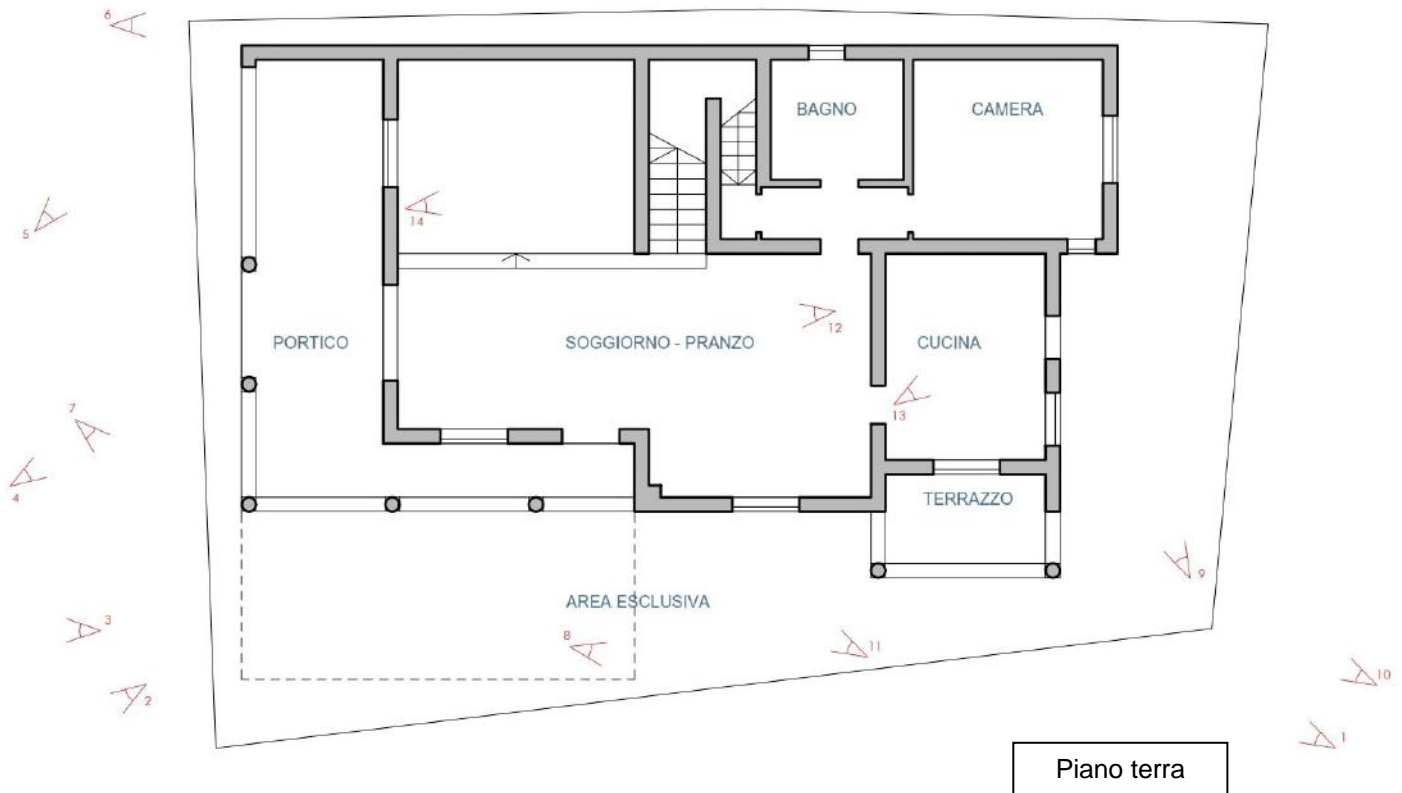 6
BAGNO
CAMERA
5
14
12
PORTICO
SOGGIORNO - PRANZO
CUCINA
7
13
4
TERRAZZO
9
AREA ESCLUSIVA
3
8
11
10
2
1
Piano terra